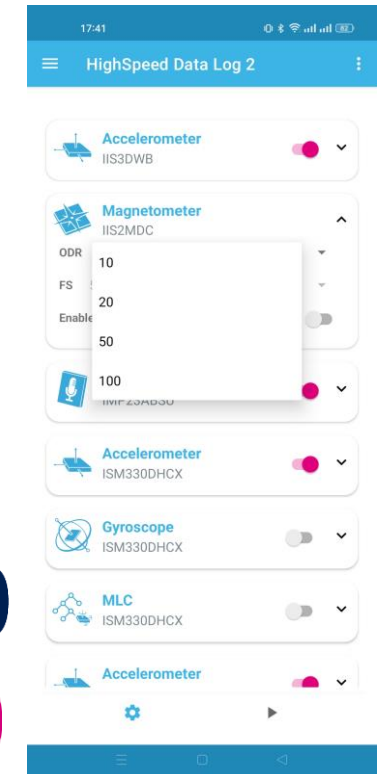 17:41
82
HighSpeed Data Log 2
Accelerometer
IIS3DWB
Magnetometer
IIS2MDC
ODR
10
FS
20
Enable
50
100
Accelerometer
ISM330DHCX
Gyroscope
ISM330DHCX
MLC
ISM330DHCX
Accelerometer